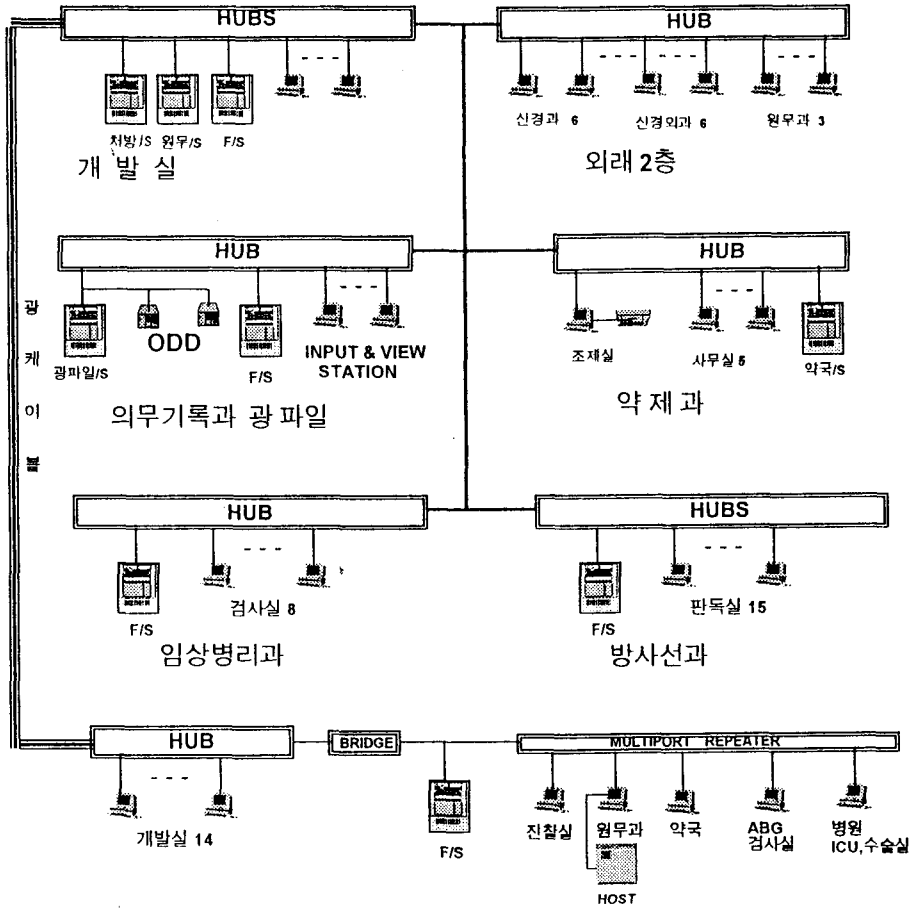 HUBS
HUB
처방/S 원무/S F/S
신경과 6 신경외과 6 원무과 3
개 발 실
외래 2층
HUB
HUB
광파일/S
ODD
F/S
INPUT & VIEW
STATION
조제실
사무실 5
약국/S
의무기록과 광 파일
약 제 과
광
케
이
블
HUB
HUBS
F/S
검사실 8
F/S
판독실 15
임상병리과
방사선과
HUB
BRIDGE
MULTIPORT REPEATER
개발실 14
F/S
진찰실
원무과
약국
ABG
검사실
병원
ICU,수술실
HOST